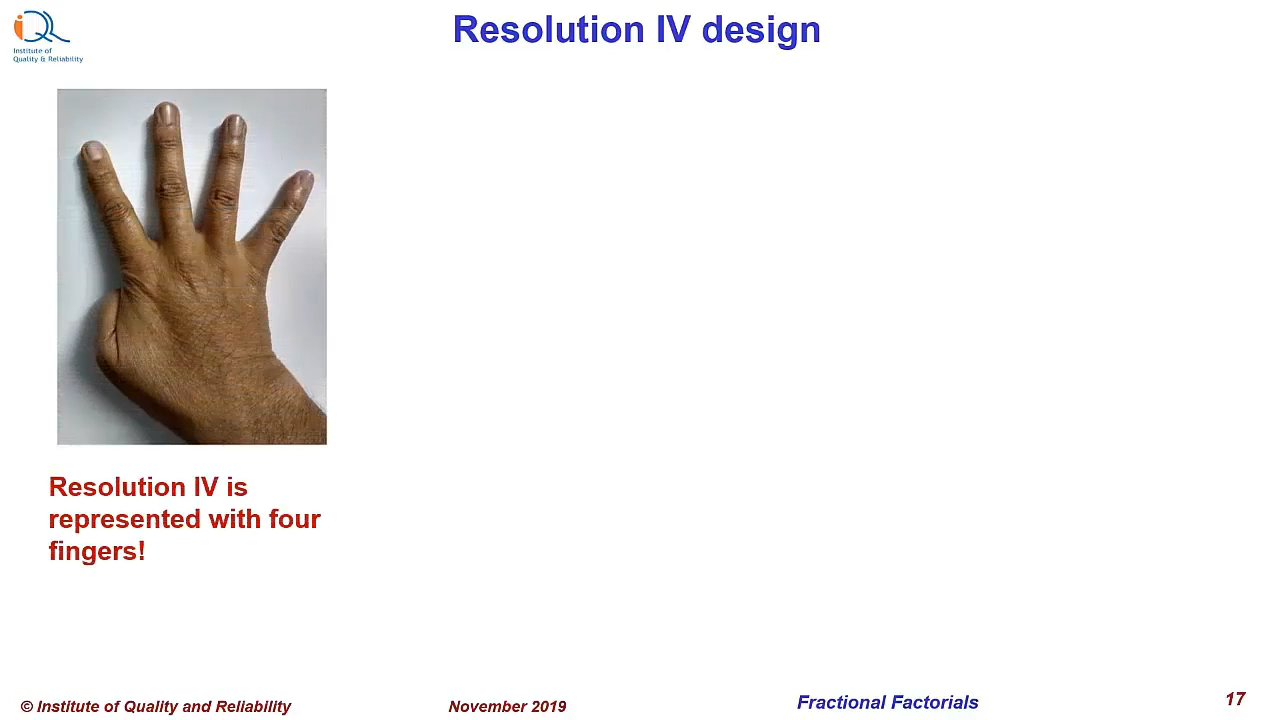 Resolution IV design
iQR
Institute of
Quality & Reliability
Resolution IV is
represented with four
fingers!
© Institute of Quality and Reliability
November 2019
Fractional Factorials
17